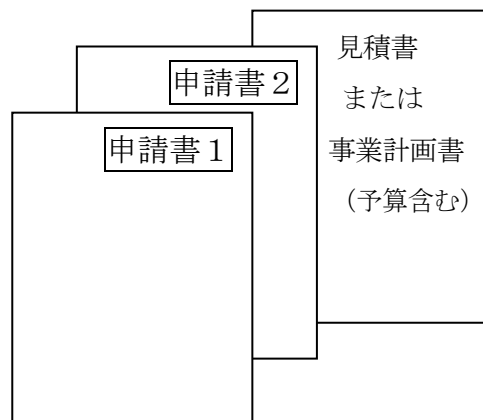 見積書
または
事業計画書
（予算含む）
申請書２
申請書１